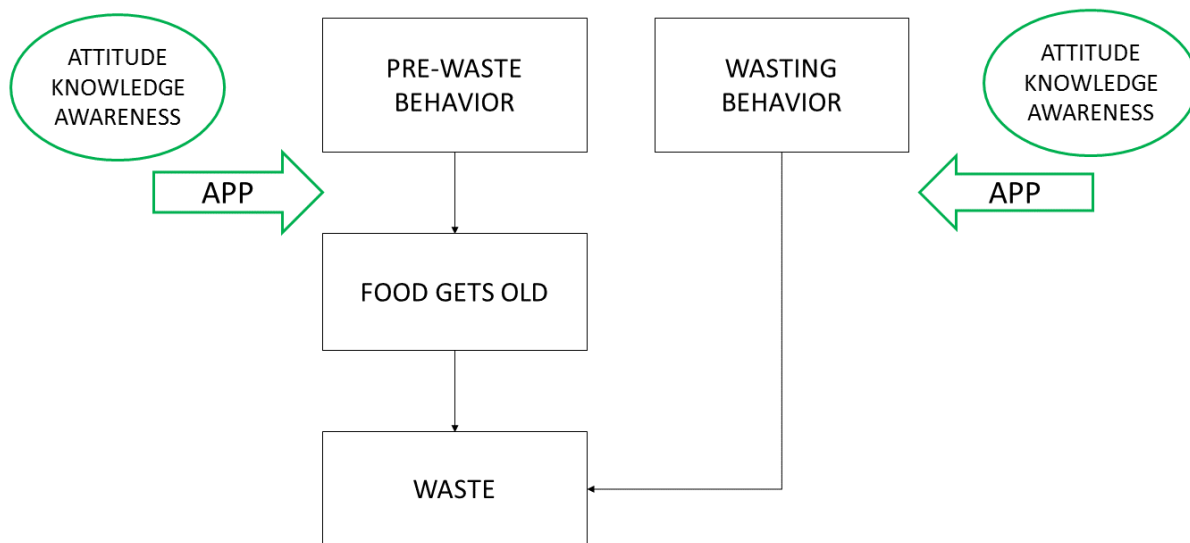 ATTITUDE
KNOWLEDGE
AWARENESS
PRE-WASTE
BEHAVIOR
WASTING
BEHAVIOR
ATTITUDE
KNOWLEDGE
AWARENESS
APP
APP
FOOD GETS OLD
WASTE